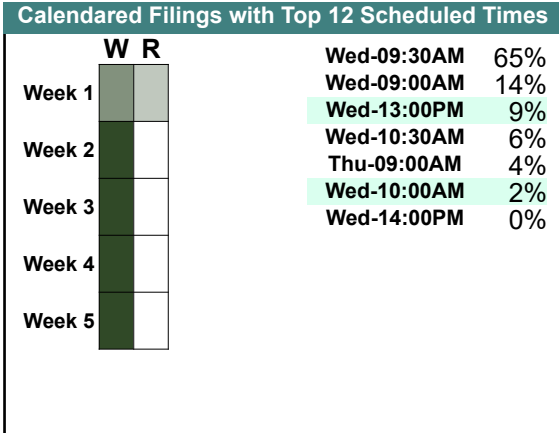 Calendared Filings with Top 12 Scheduled Times
W R
Week 1
Week 2
Week 3
Week 4
Week 5
Wed-09:30AM 65%
Wed-09:00AM 14%
Wed-13:00PM 9%
Wed-10:30AM 6%
Thu-09:00AM 4%
Wed-10:00AM 2%
Wed-14:00PM 0%